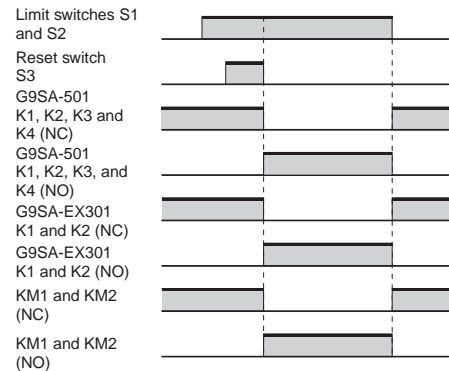 Limit switches S1
and S2
Reset switch
S3
G9SA-501
K1, K2, K3 and
K4 (NC)
G9SA-501
K1, K2, K3, and
K4 (NO)
G9SA-EX301
K1 and K2 (NC)
G9SA-EX301
K1 and K2 (NO)
KM1 and KM2
(NC)
KM1 and KM2
(NO)